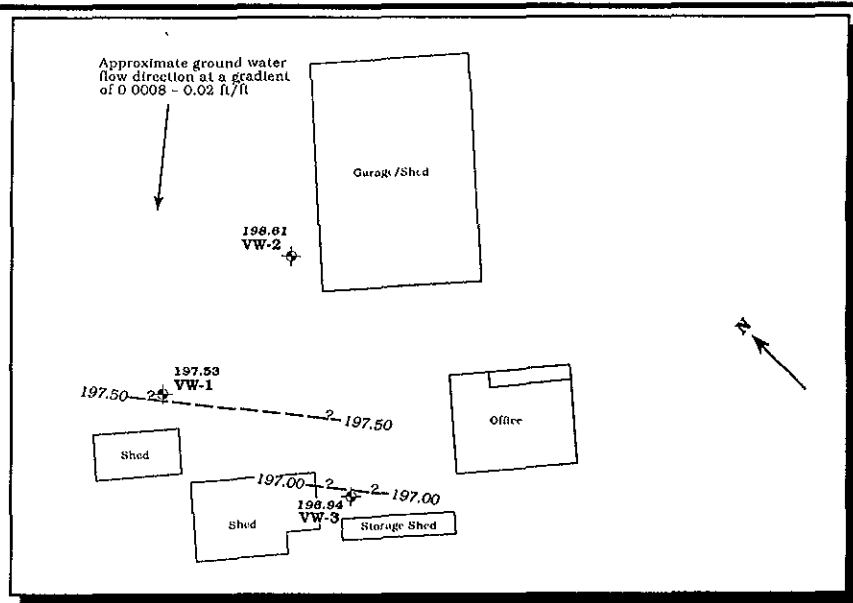 Approximate ground water
flow direction at a gradient
of 0 0008 - 0.02 ft/ft
Garage/Shed
198.61
VW-2
N
197.53
VW-1
197.50 ?
? 197.50
Office
Shed
197.00 ?
? 197.00
196.94
VW-3
Shed
Storage Shed